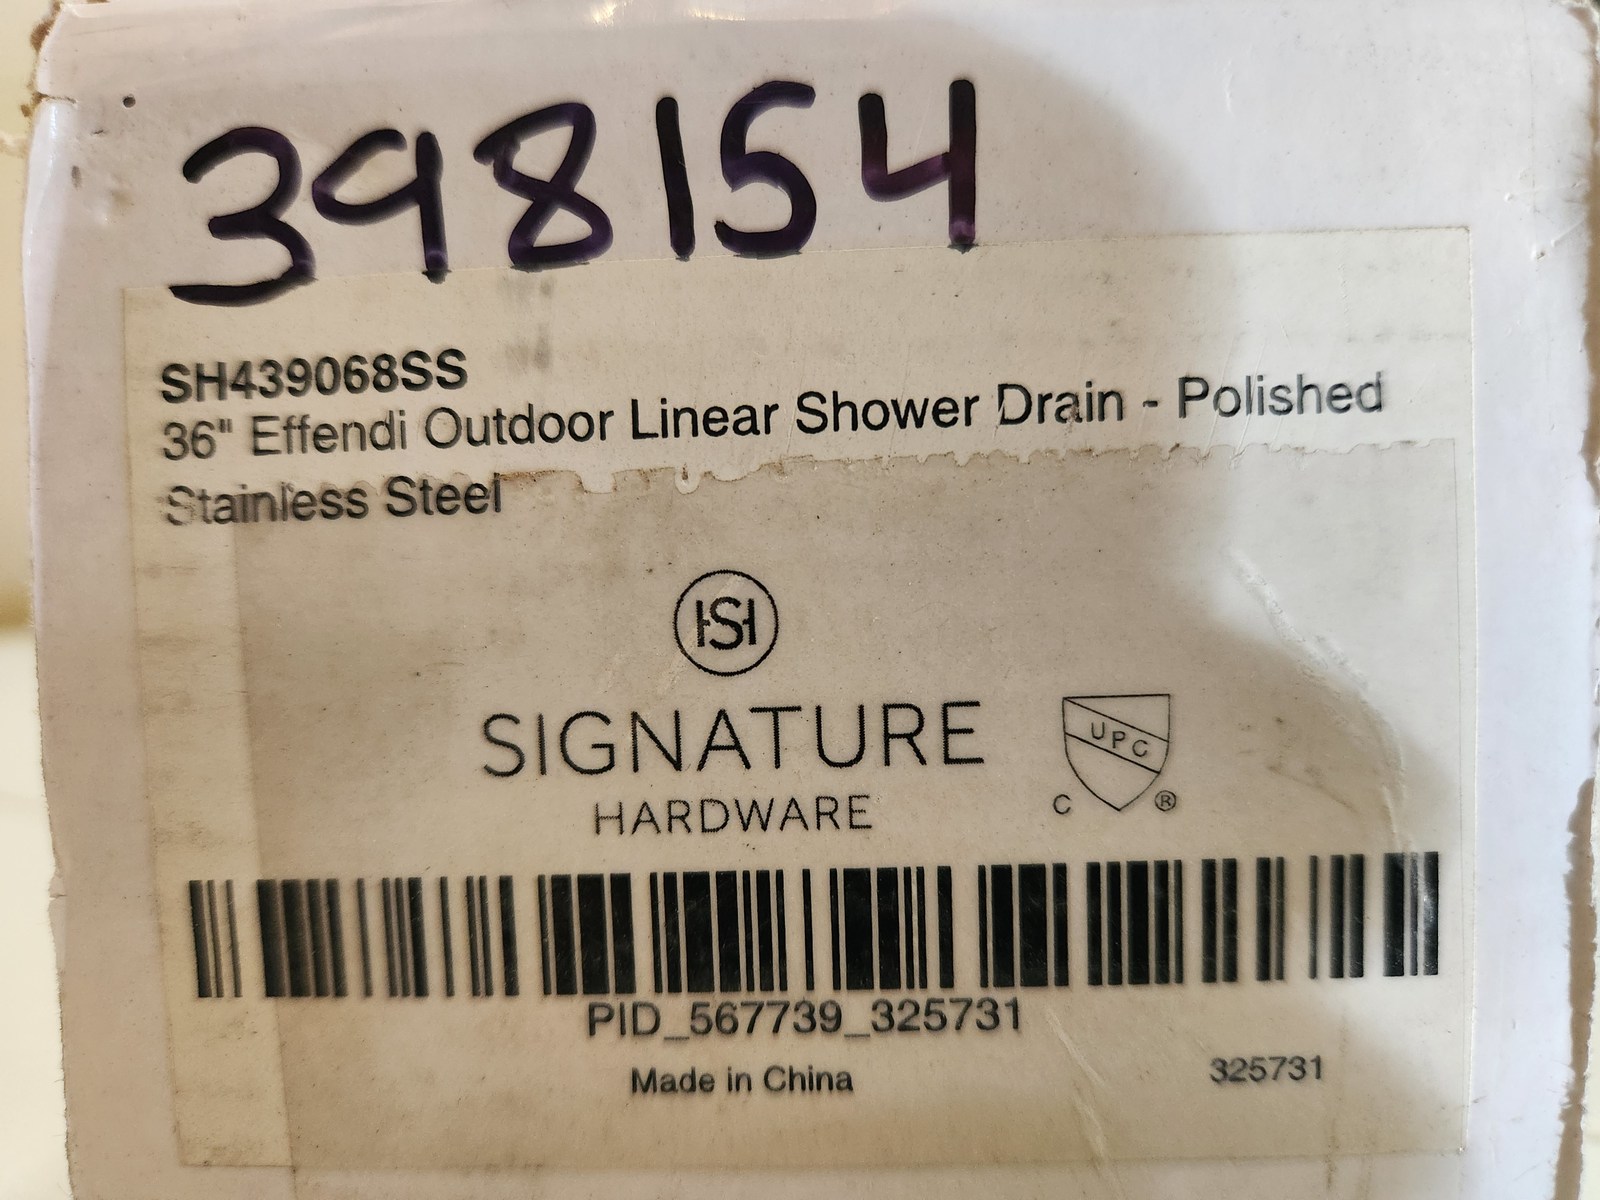 398154
SH439068SS
36" Effendi Outdoor Linear Shower Drain - Polished
Stainless Steel
HSH
SIGNATURE
HARDWARE
UPC
C ®
PID_567739_325731
Made in China
325731